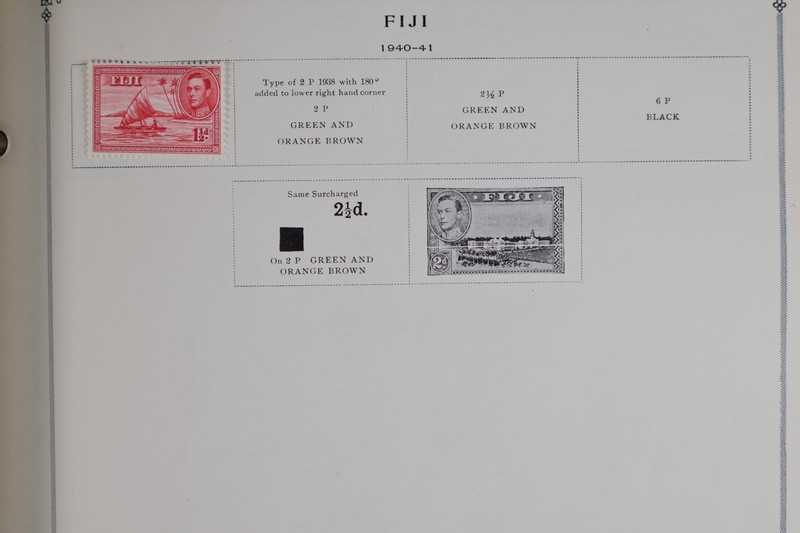 FIJI
1940-41
FIJI
1½d.
Type of 2 P 1938 with 180°
added to lower right hand corner
2 P
GREEN AND
ORANGE BROWN
2½ P
GREEN AND
ORANGE BROWN
6 P
BLACK
Same Surcharged
2½d.
On 2 P GREEN AND
ORANGE BROWN
FIJI
2d